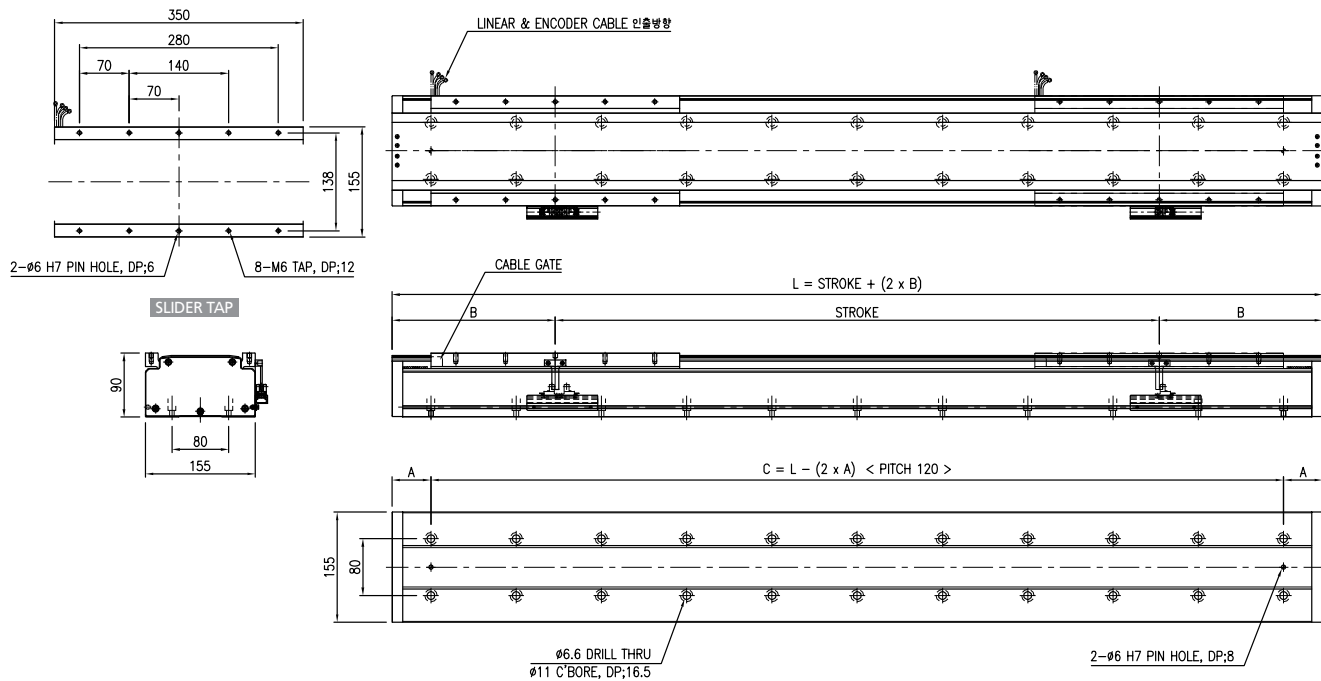 350
280
70
140
70
138
155
2-ø6 H7 PIN HOLE, DP;6
8-M6 TAP, DP;12
SLIDER TAP
90
80
155
LINEAR & ENCODER CABLE 인출방향
CABLE GATE
L = STROKE + (2 x B)
B
STROKE
B
A
C = L - (2 x A) < PITCH 120 >
A
155
80
ø6.6 DRILL THRU
ø11 C'BORE, DP;16.5
2-ø6 H7 PIN HOLE, DP;8